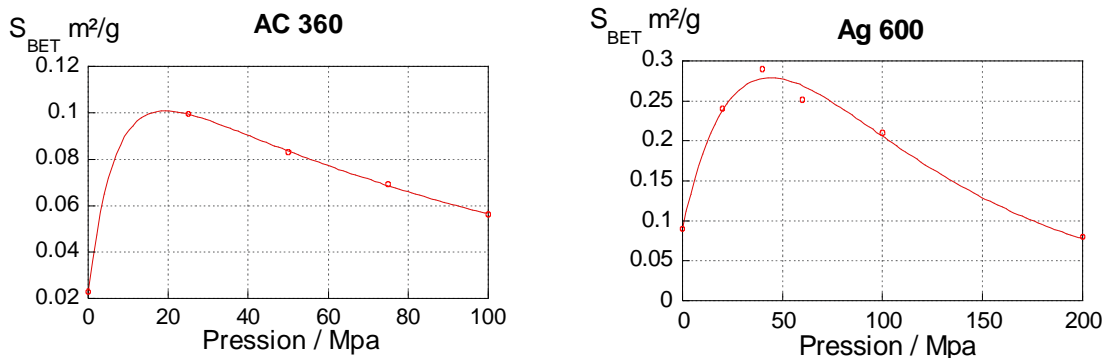 S_BET m²/g
AC 360
0.12
0.1
0.08
0.06
0.04
0.02
0 20 40 60 80 100
Pression / Mpa
S_BET m²/g
Ag 600
0.3
0.25
0.2
0.15
0.1
0.05
0
0 50 100 150 200
Pression / Mpa